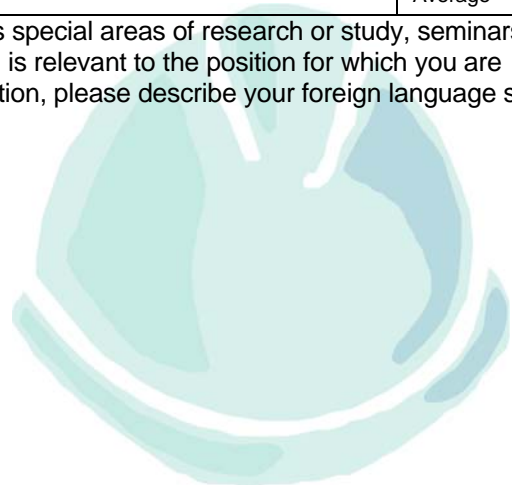 Average
s special areas of research or study, seminars
is relevant to the position for which you are
tion, please describe your foreign language s